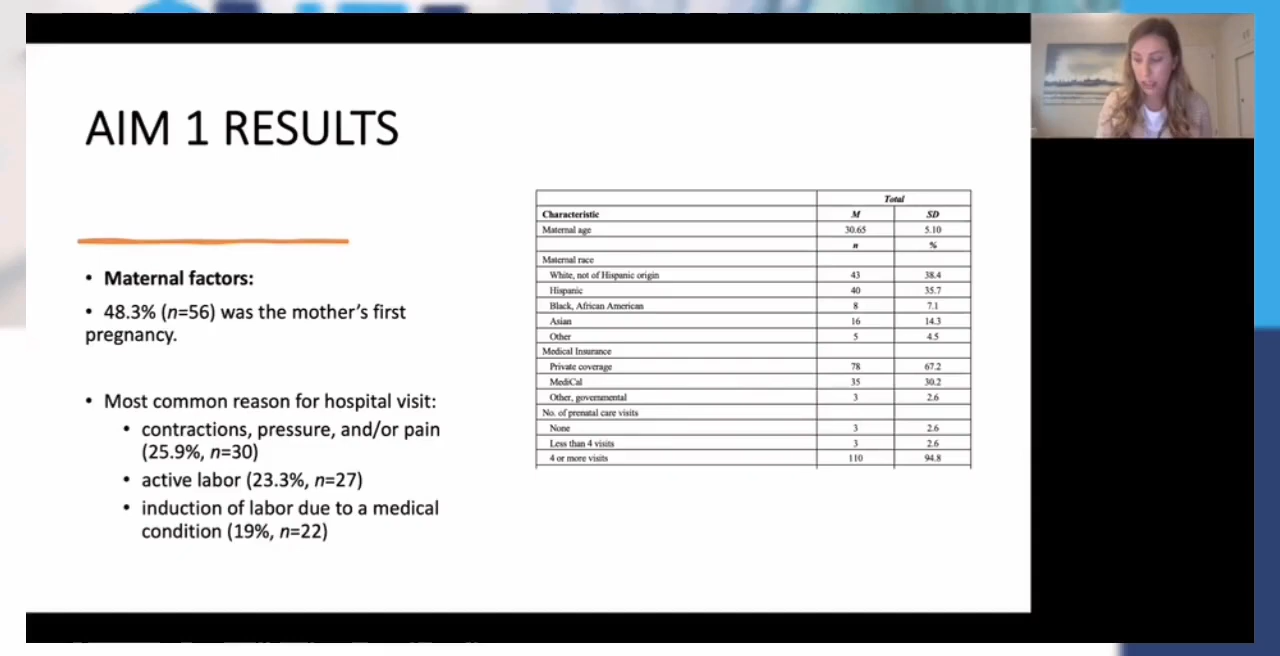 AIM 1 RESULTS
• Maternal factors:
• 48.3% (n=56) was the mother's first
pregnancy.
• Most common reason for hospital visit:
• contractions, pressure, and/or pain
(25.9%, n=30)
• active labor (23.3%, n=27)
• induction of labor due to a medical
condition (19%, n=22)
Total
Characteristic M SD
Maternal age 30.65 5.10
n %
Maternal race
White, not of Hispanic origin 43 38.4
Hispanic 40 35.7
Black, African American 8 7.1
Asian 16 14.3
Other 5 4.5
Medical Insurance
Private coverage 78 67.2
MediCal 35 30.2
Other, governmental 3 2.6
No. of prenatal care visits
None 3 2.6
Less than 4 visits 3 2.6
4 or more visits 110 94.8